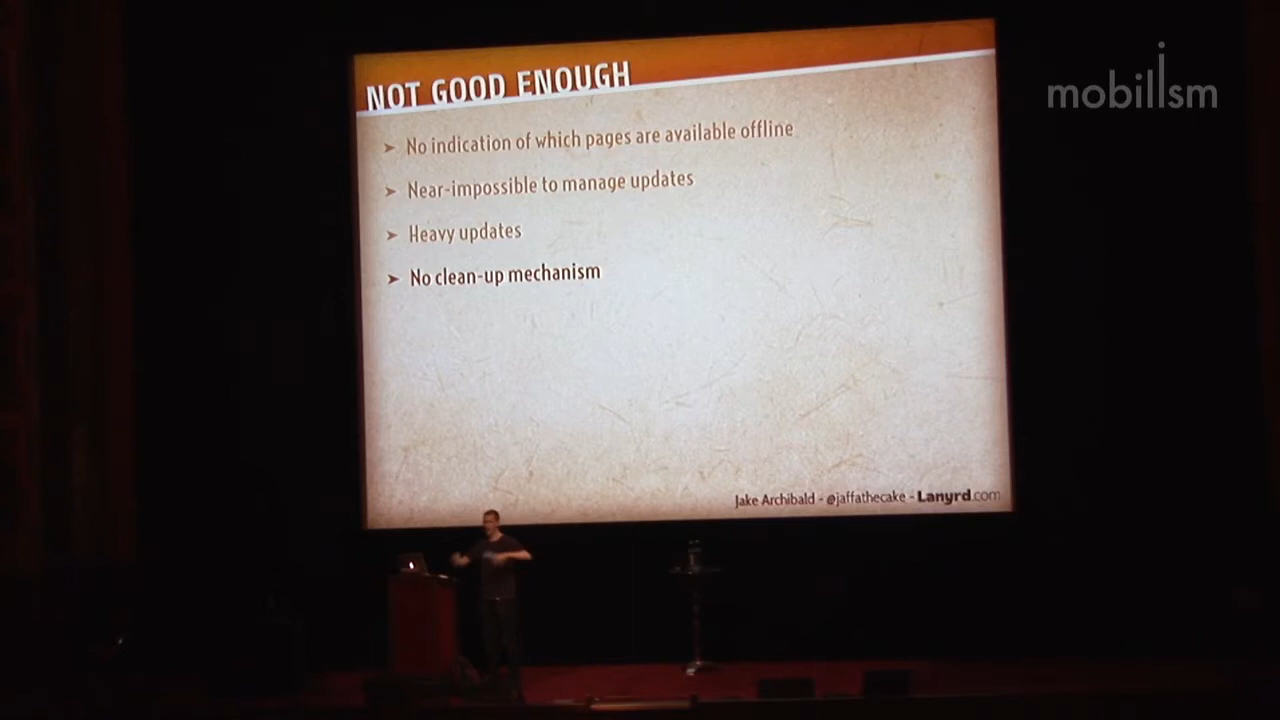 NOT GOOD ENOUGH
mobilism
No indication of which pages are available offline
Near-impossible to manage updates
Heavy updates
No clean-up mechanism
Jake Archibald - @jaffathecake - Lanyrd.com